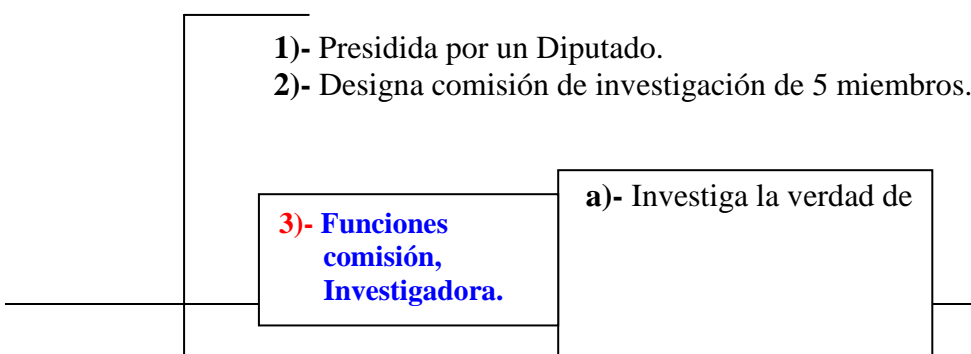 1)- Presidida por un Diputado.
2)- Designa comisión de investigación de 5 miembros.
3)- Funciones
comisión,
Investigadora.
a)- Investiga la verdad de